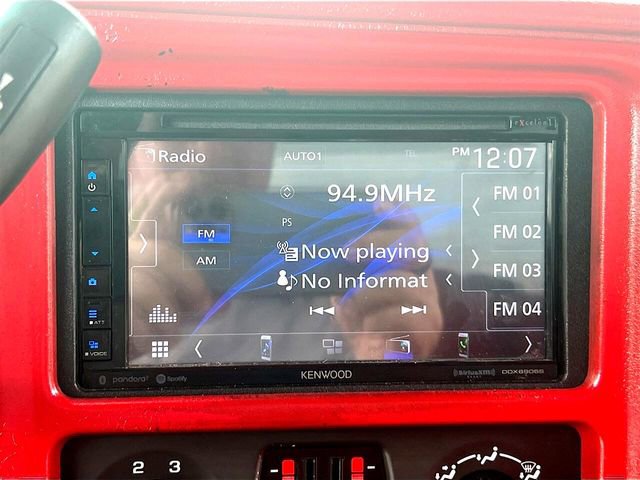 eXcelon
Radio
AUTO1
TEL
PM 12:07
94.9MHz
FM 01
PS
FM
FM 02
AM
Now playing
FM 03
No Informat
FM 04
ATT
VOICE
pandora
Spotify
KENWOOD
SiriusXM
DDX6906S
2 3